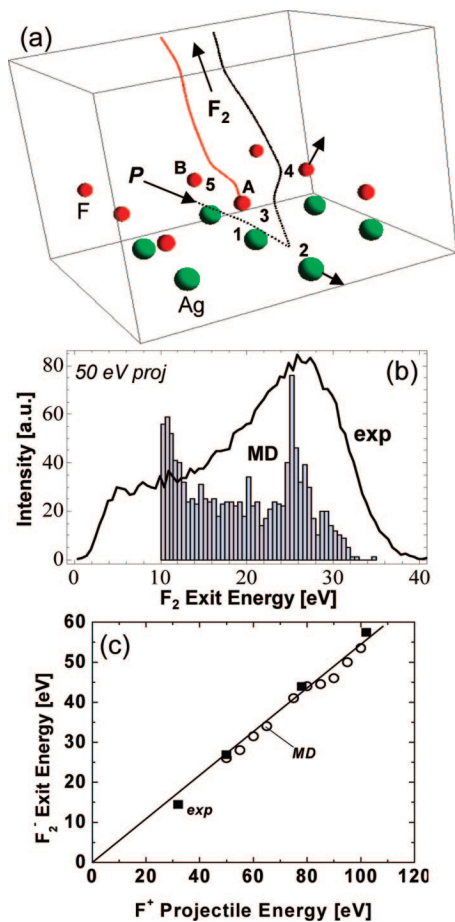 (a)
F₂
B
P
5
A
4
F
3
1
2
Ag
80
50 eV proj
(b)
60
exp
40
MD
20
0
Intensity [a.u.]
0 10 20 30 40
F₂ Exit Energy [eV]
60
(c)
50
40
30
MD
20
exp
10
0
F₂⁻ Exit Energy [eV]
0 20 40 60 80 100 120
F⁺ Projectile Energy [eV]